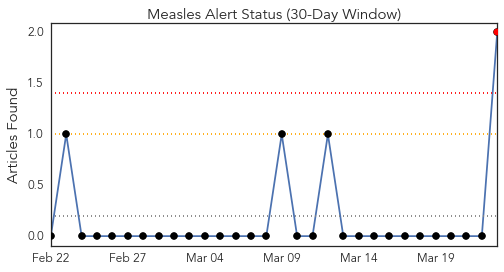 Measles Alert Status (30-Day Window)
Articles Found
2.0
1.5
1.0
0.5
0.0
Feb 22 Feb 27 Mar 04 Mar 09 Mar 14 Mar 19